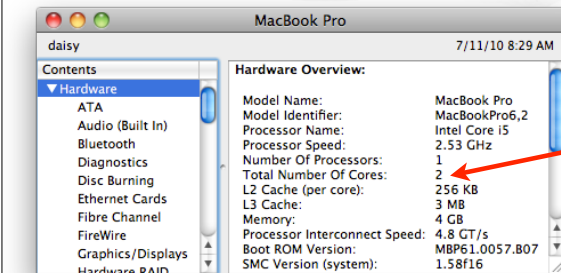 MacBook Pro
daisy 7/11/10 8:29 AM
Contents
Hardware
ATA
Audio (Built In)
Bluetooth
Diagnostics
Disc Burning
Ethernet Cards
Fibre Channel
FireWire
Graphics/Displays
Hardware RAID
Hardware Overview:
Model Name: MacBook Pro
Model Identifier: MacBookPro6,2
Processor Name: Intel Core i5
Processor Speed: 2.53 GHz
Number Of Processors: 1
Total Number Of Cores: 2
L2 Cache (per core): 256 KB
L3 Cache: 3 MB
Memory: 4 GB
Processor Interconnect Speed: 4.8 GT/s
Boot ROM Version: MBP61.0057.B07
SMC Version (system): 1.58f16